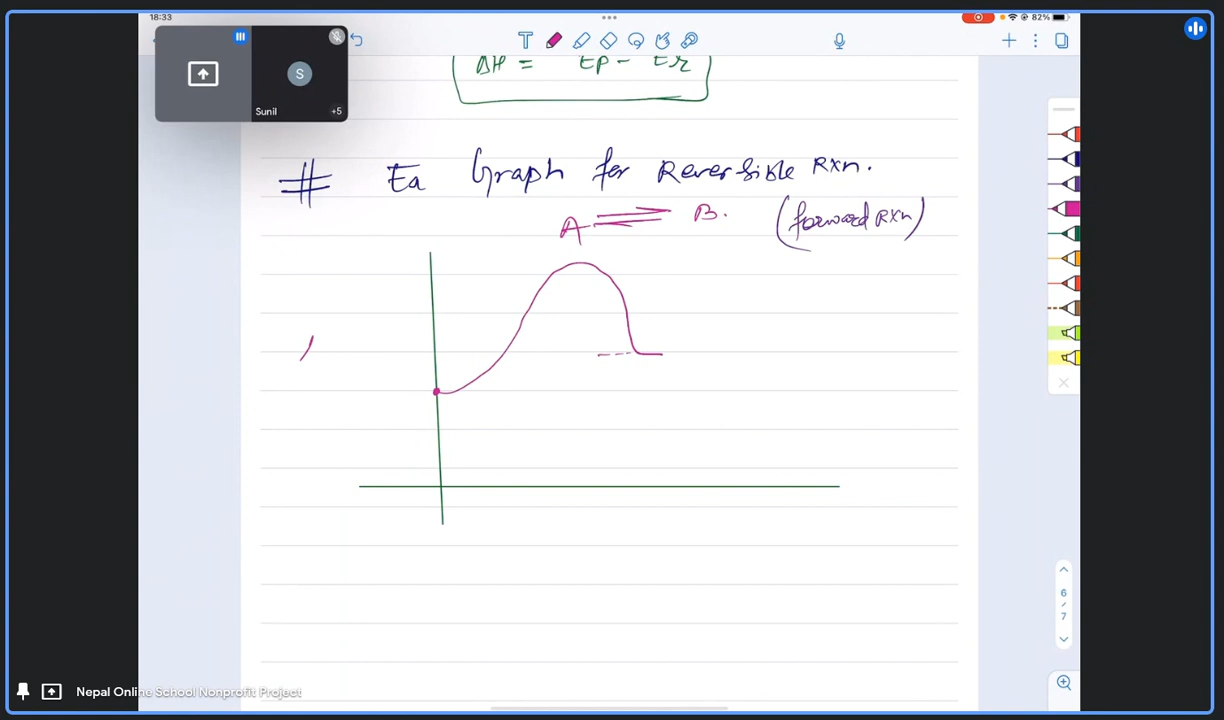 18:33
82%
T
S
Sunil
+5
ΔH = Ep - Er
# Ea Graph for Reversible Rxn.
A ⇌ B. (forward Rxn)
6
/
7
Nepal Online School Nonprofit Project